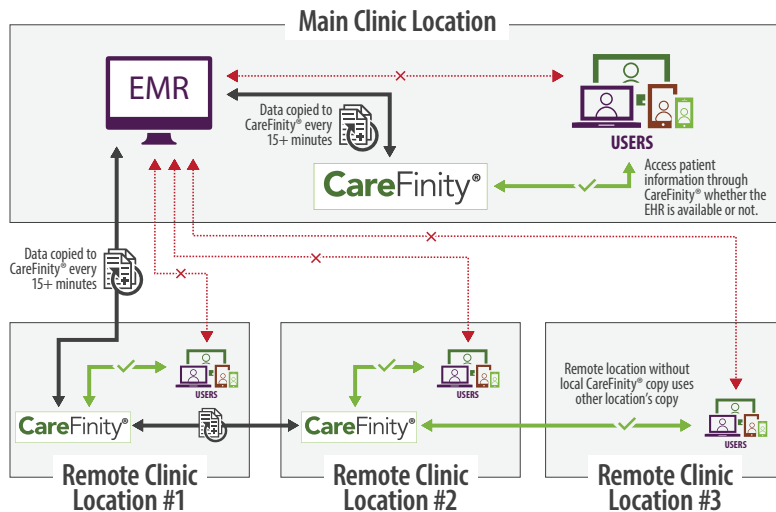 Main Clinic Location
EMR
Data copied to
CareFinity® every
15+ minutes
CareFinity®
USERS
Access patient
information through
CareFinity® whether the
EHR is available or not.
Data copied to
CareFinity® every
15+ minutes
USERS
CareFinity®
Remote Clinic
Location #1
USERS
CareFinity®
Remote Clinic
Location #2
Remote location without
local CareFinity® copy uses
other location's copy
USERS
Remote Clinic
Location #3